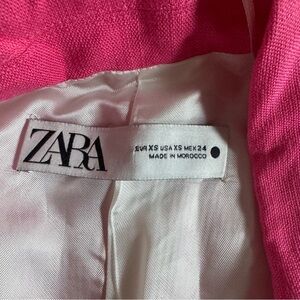 ZARA
EUR XS USA XS MEX 24
MADE IN MOROCCO